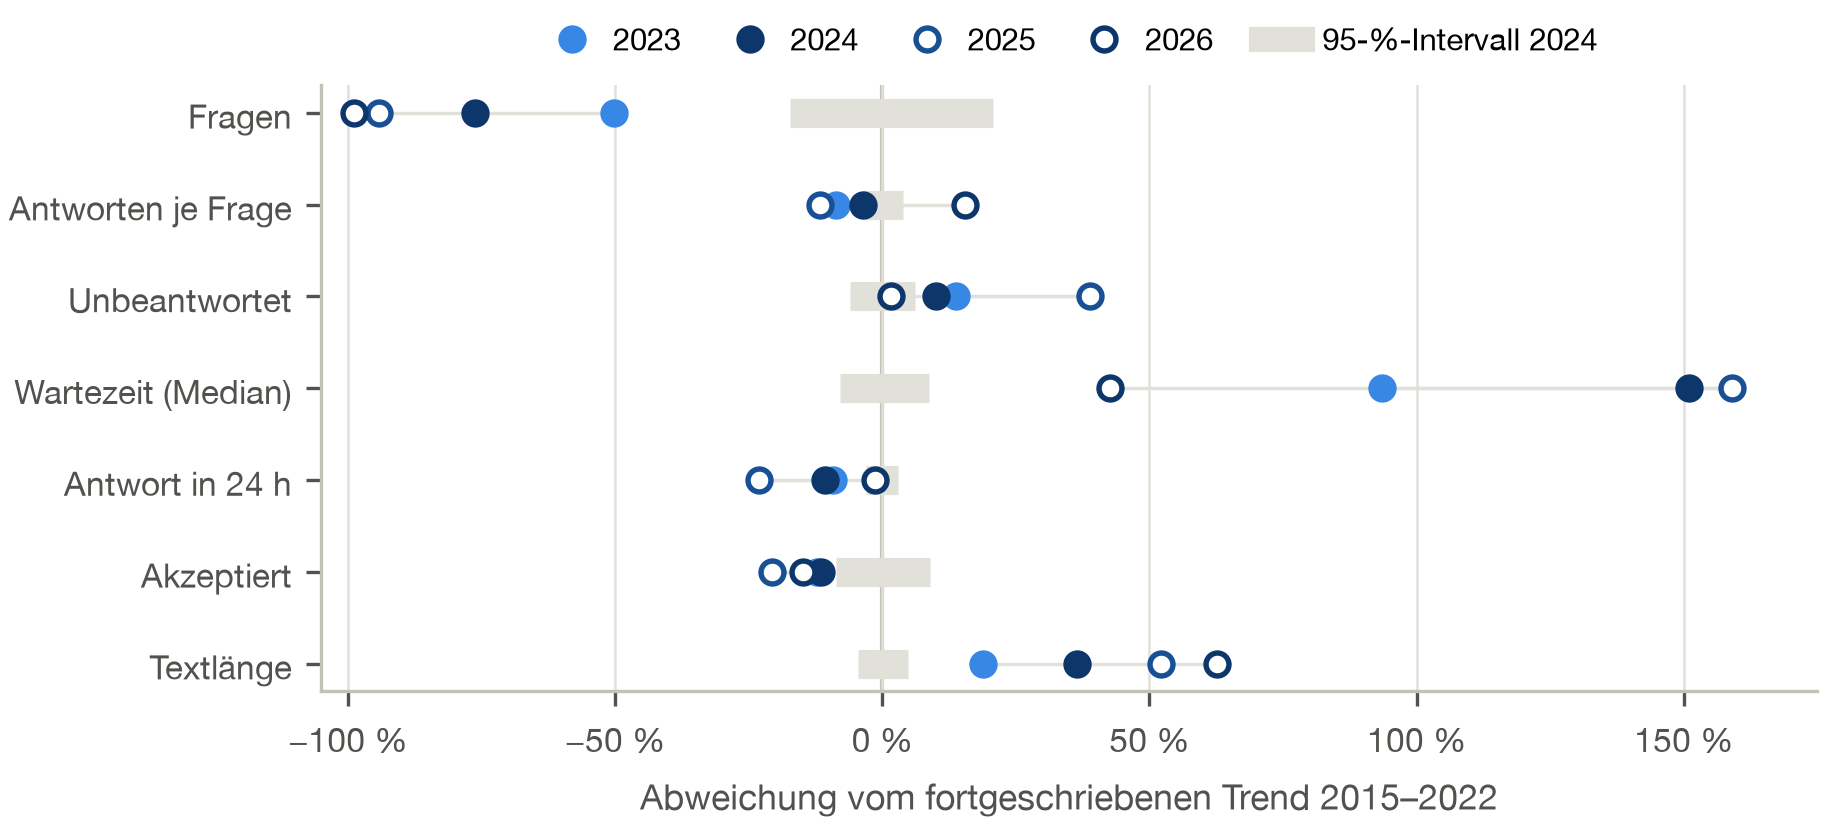 2023 2024 2025 2026 95-%-Intervall 2024
Fragen
Antworten je Frage
Unbeantwortet
Wartezeit (Median)
Antwort in 24 h
Akzeptiert
Textlänge
−100 % −50 % 0 % 50 % 100 % 150 %
Abweichung vom fortgeschriebenen Trend 2015–2022